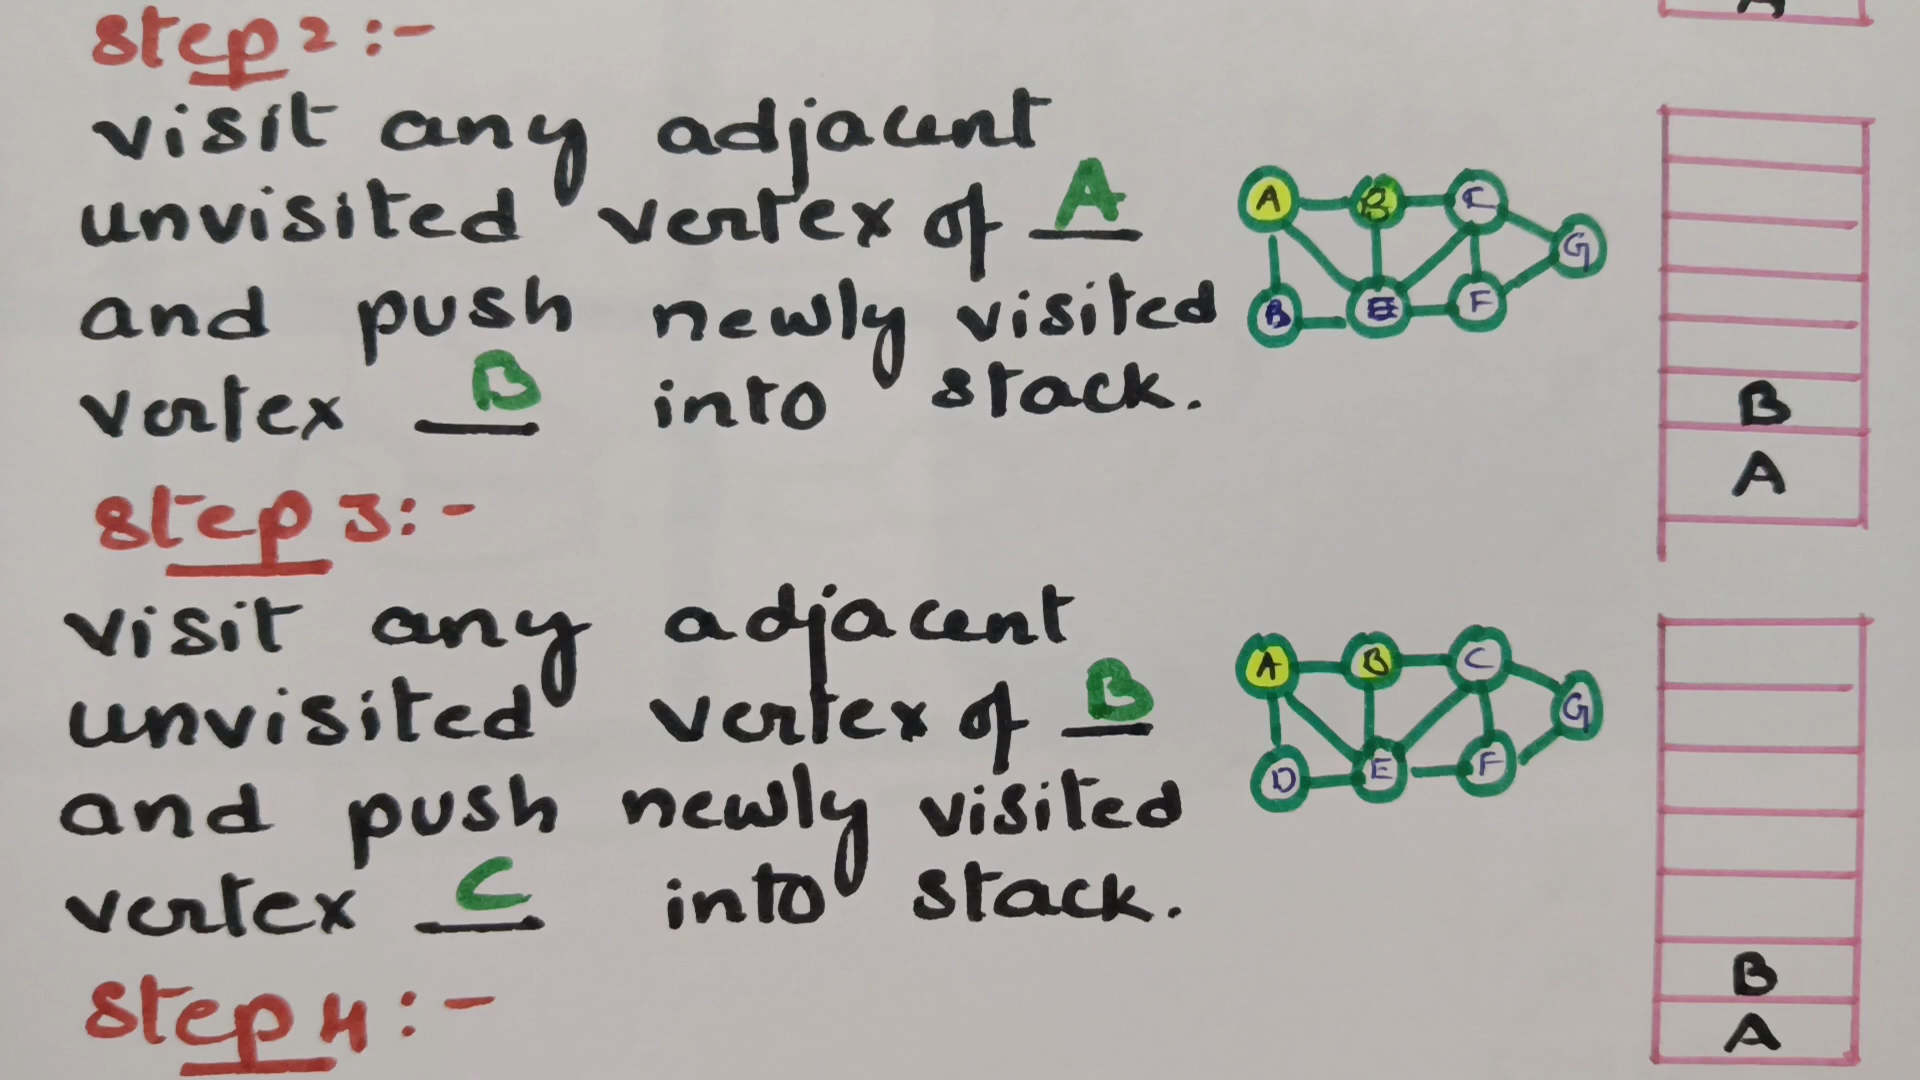 A
step 2 :-
visit any adjacent
unvisited vertex of A
and push newly visited
vertex B into stack.
A B C
G
B E F
B
A
step 3:-
visit any adjacent
unvisited vertex of B
and push newly visited
vertex C into stack.
A B C
G
D E F
B
A
step 4:-